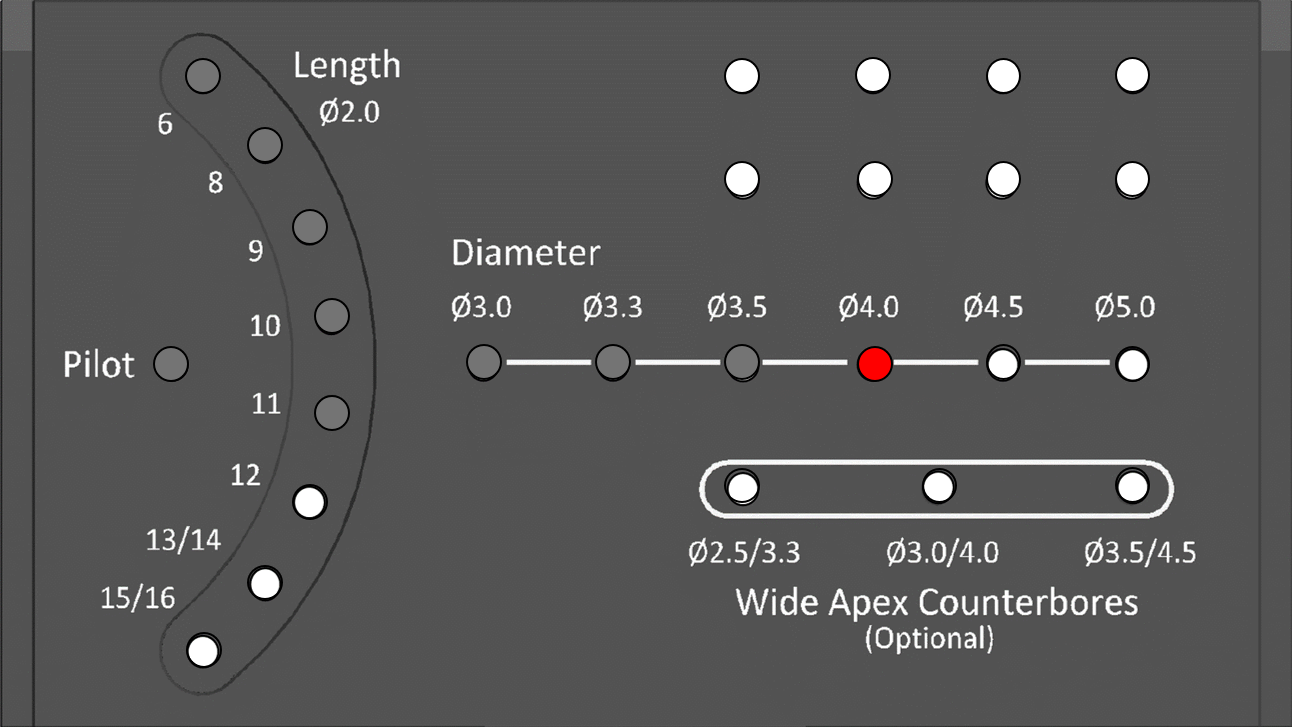 Length
Ø2.0
6
8
9
10
11
12
13/14
15/16
Pilot
Diameter
Ø3.0 Ø3.3 Ø3.5 Ø4.0 Ø4.5 Ø5.0
Ø2.5/3.3 Ø3.0/4.0 Ø3.5/4.5
Wide Apex Counterbores
(Optional)